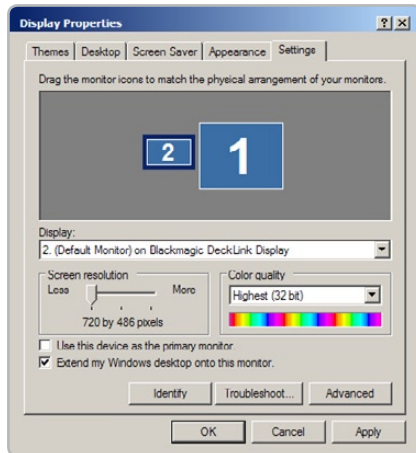 Display Properties
Themes Desktop Screen Saver Appearance Settings
Drag the monitor icons to match the physical arrangement of your monitors.
2 1
Display:
2. (Default Monitor) on Blackmagic DeckLink Display
Screen resolution
Less More
720 by 486 pixels
Color quality
Highest (32 bit)
Use this device as the primary monitor.
Extend my Windows desktop onto this monitor.
Identify Troubleshoot... Advanced
OK Cancel Apply